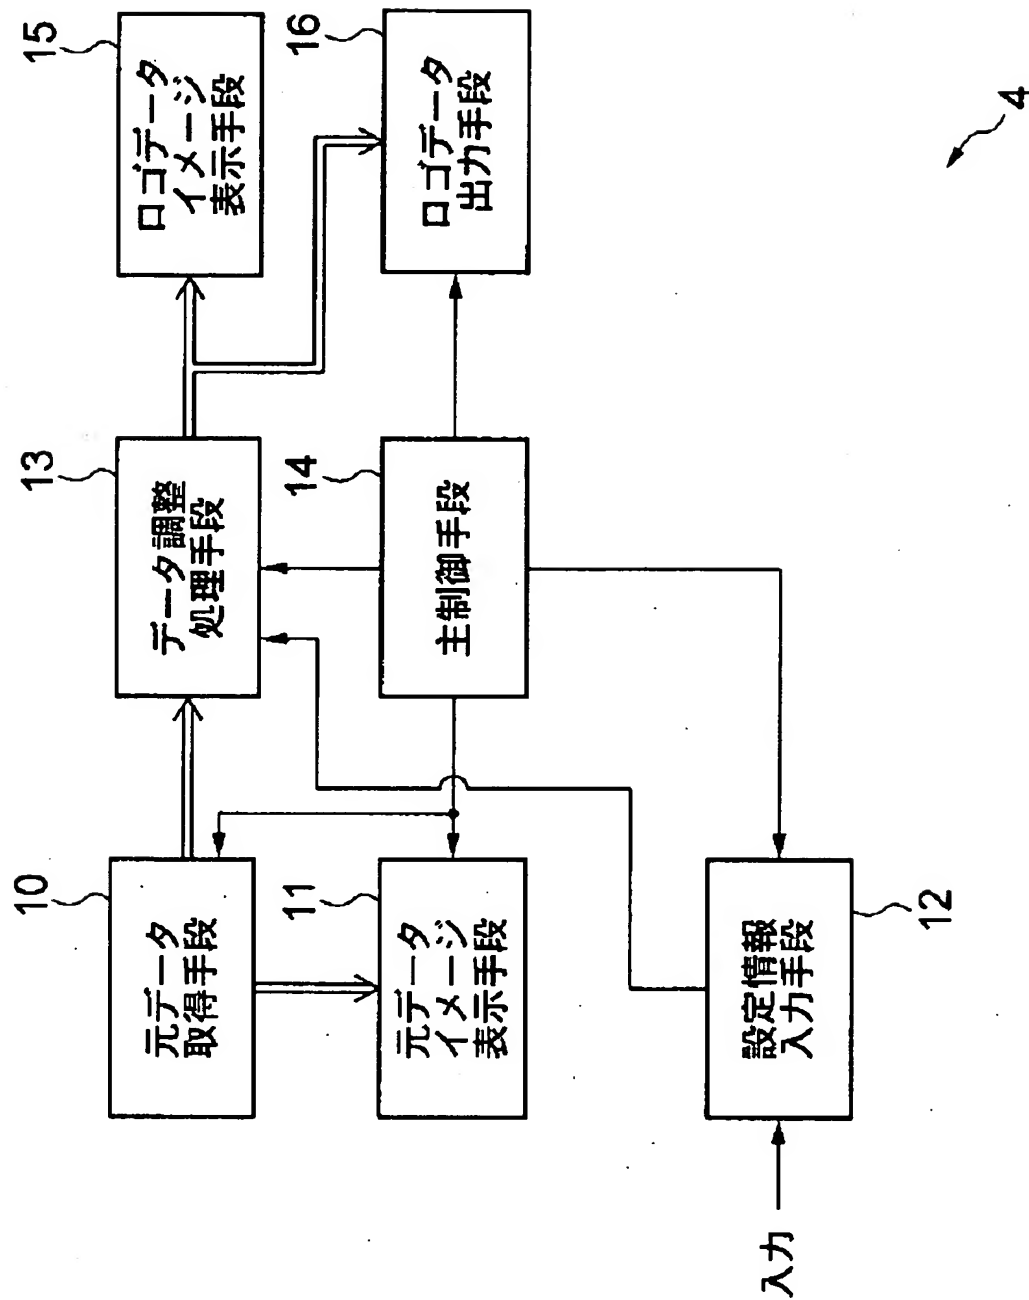 10
元データ
取得手段
11
元データ
イメージ
表示手段
入力
設定情報
入力手段
12
13
データ調整
処理手段
14
主制御手段
15
ロゴデータ
イメージ
表示手段
16
ロゴデータ
出力手段
4